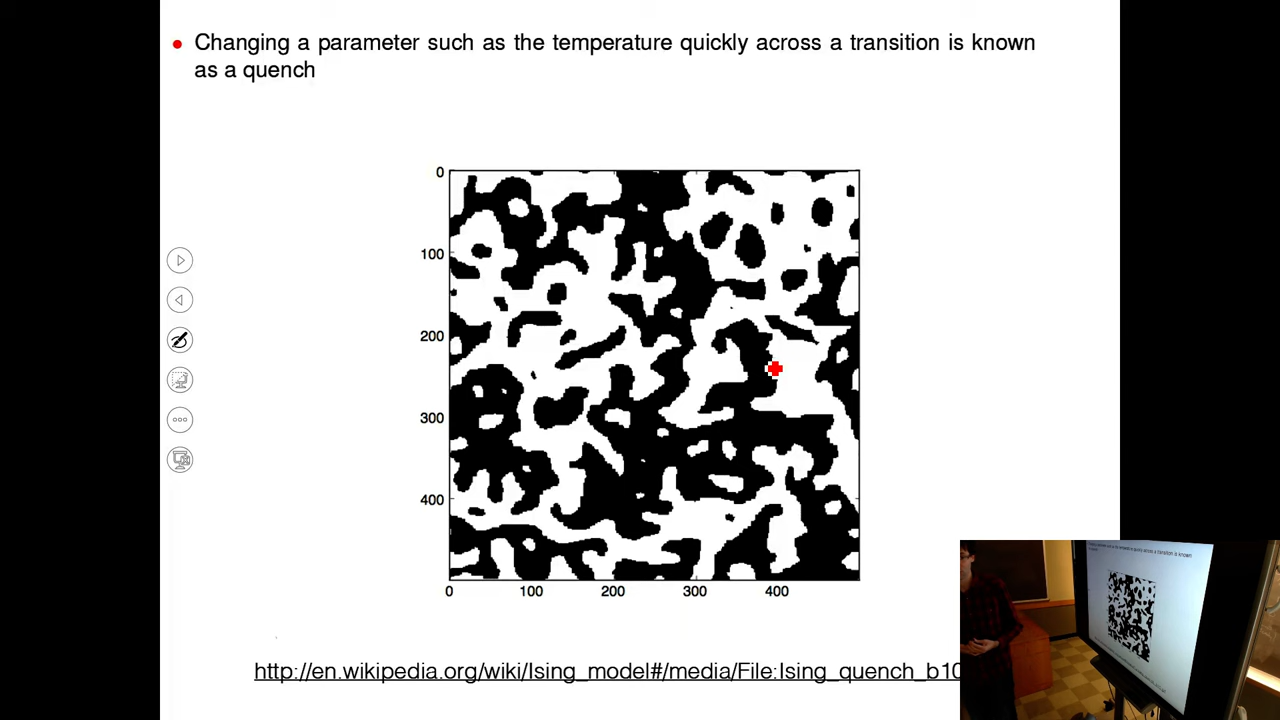 Changing a parameter such as the temperature quickly across a transition is known
as a quench
0
100
200
300
400
0 100 200 300 400
http://en.wikipedia.org/wiki/Ising_model#/media/File:Ising_quench_b10